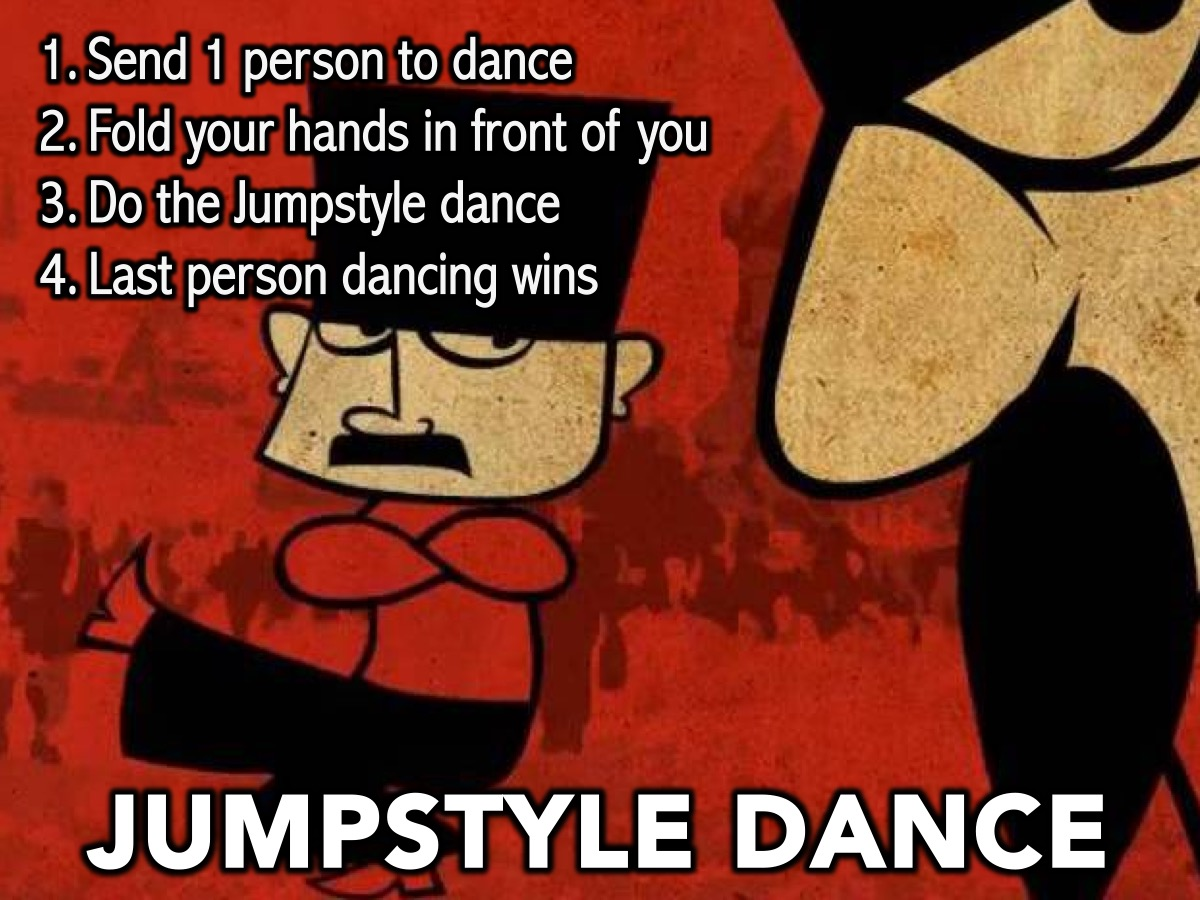 1. Send 1 person to dance
2. Fold your hands in front of you
3. Do the Jumpstyle dance
4. Last person dancing wins
JUMPSTYLE DANCE